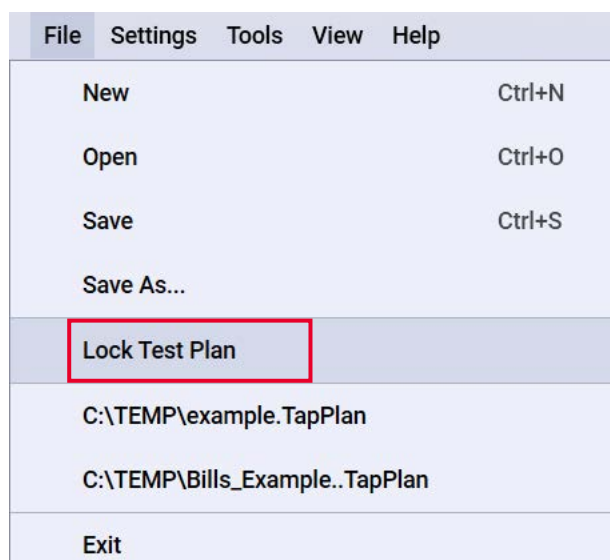 File Settings Tools View Help
New Ctrl+N
Open Ctrl+O
Save Ctrl+S
Save As...
Lock Test Plan
C:\TEMP\example.TapPlan
C:\TEMP\Bills_Example..TapPlan
Exit